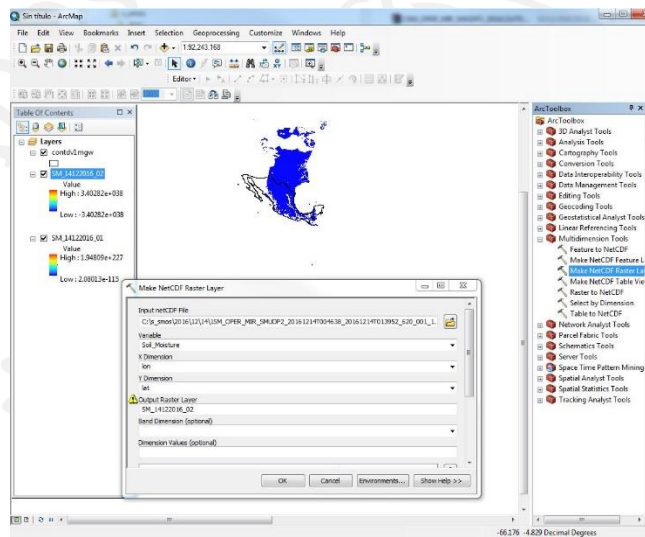 Sin título - ArcMap
File Edit View Bookmarks Insert Selection Geoprocessing Customize Windows Help
1:92.243.168
Editor
Table Of Contents
Layers
contdv1mgw
SM_14122016_02
Value
High : 3.40282e+038
Low : -3.40282e+038
SM_14122016_01
Value
High : 1.94809e+227
Low : 2.08013e-115
Make NetCDF Raster Layer
Input netCDF File
Variable
Soil_Moisture
X Dimension
lon
Y Dimension
lat
Output Raster Layer
SM_14122016_02
Band Dimension (optional)
Dimension Values (optional)
OK Cancel Environments... Show Help >>
ArcToolbox
ArcToolbox
3D Analyst Tools
Analysis Tools
Cartography Tools
Conversion Tools
Data Interoperability Tools
Data Management Tools
Editing Tools
Geocoding Tools
Geostatistical Analyst Tools
Linear Referencing Tools
Multidimension Tools
Feature to NetCDF
Make NetCDF Feature L
Make NetCDF Raster La
Make NetCDF Table Vie
Raster to NetCDF
Select by Dimension
Table to NetCDF
Network Analyst Tools
Parcel Fabric Tools
Schematics Tools
Server Tools
Space Time Pattern Mining
Spatial Analyst Tools
Spatial Statistics Tools
Tracking Analyst Tools
-66.176 -4.829 Decimal Degrees